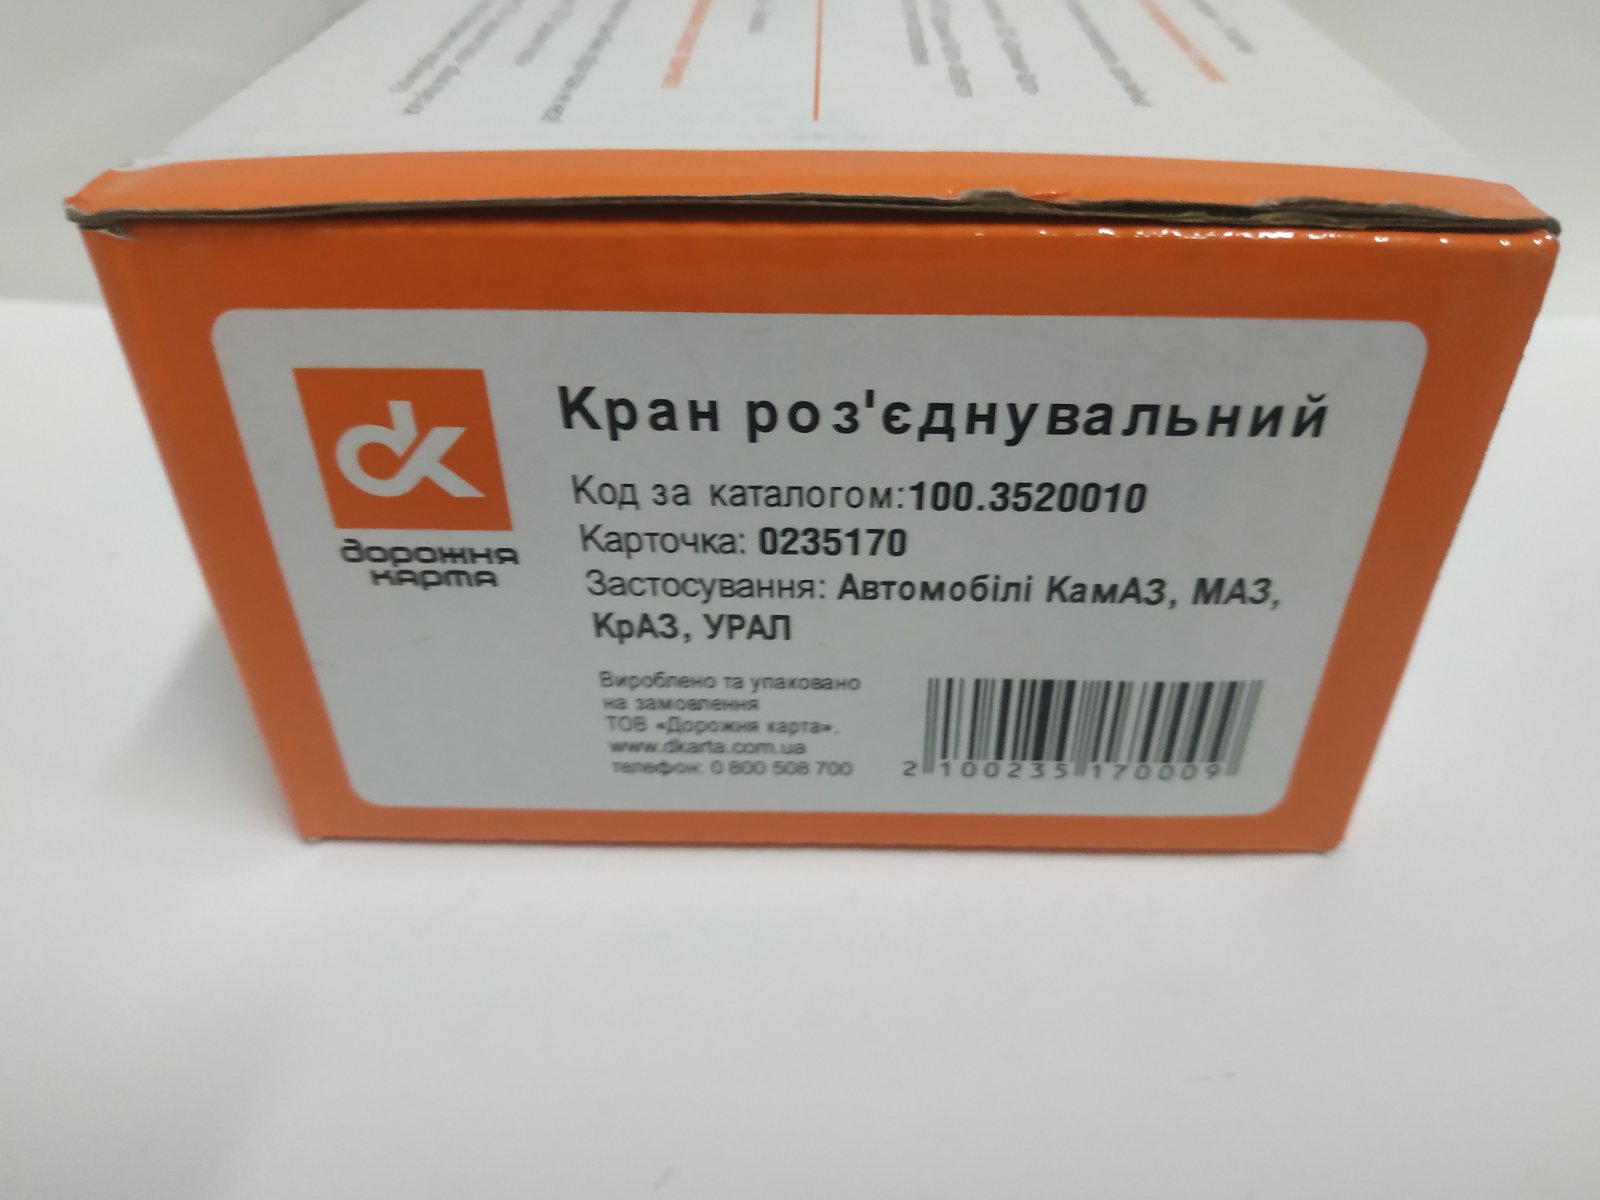 дорожня
карта
Кран роз'єднувальний
Код за каталогом:100.3520010
Карточка: 0235170
Застосування: Автомобілі КамАЗ, МАЗ,
КрАЗ, УРАЛ
Вироблено та упаковано
на замовлення
ТОВ «Дорожня карта».
www.dkarta.com.ua
телефон: 0 800 508 700
2 100235 170009